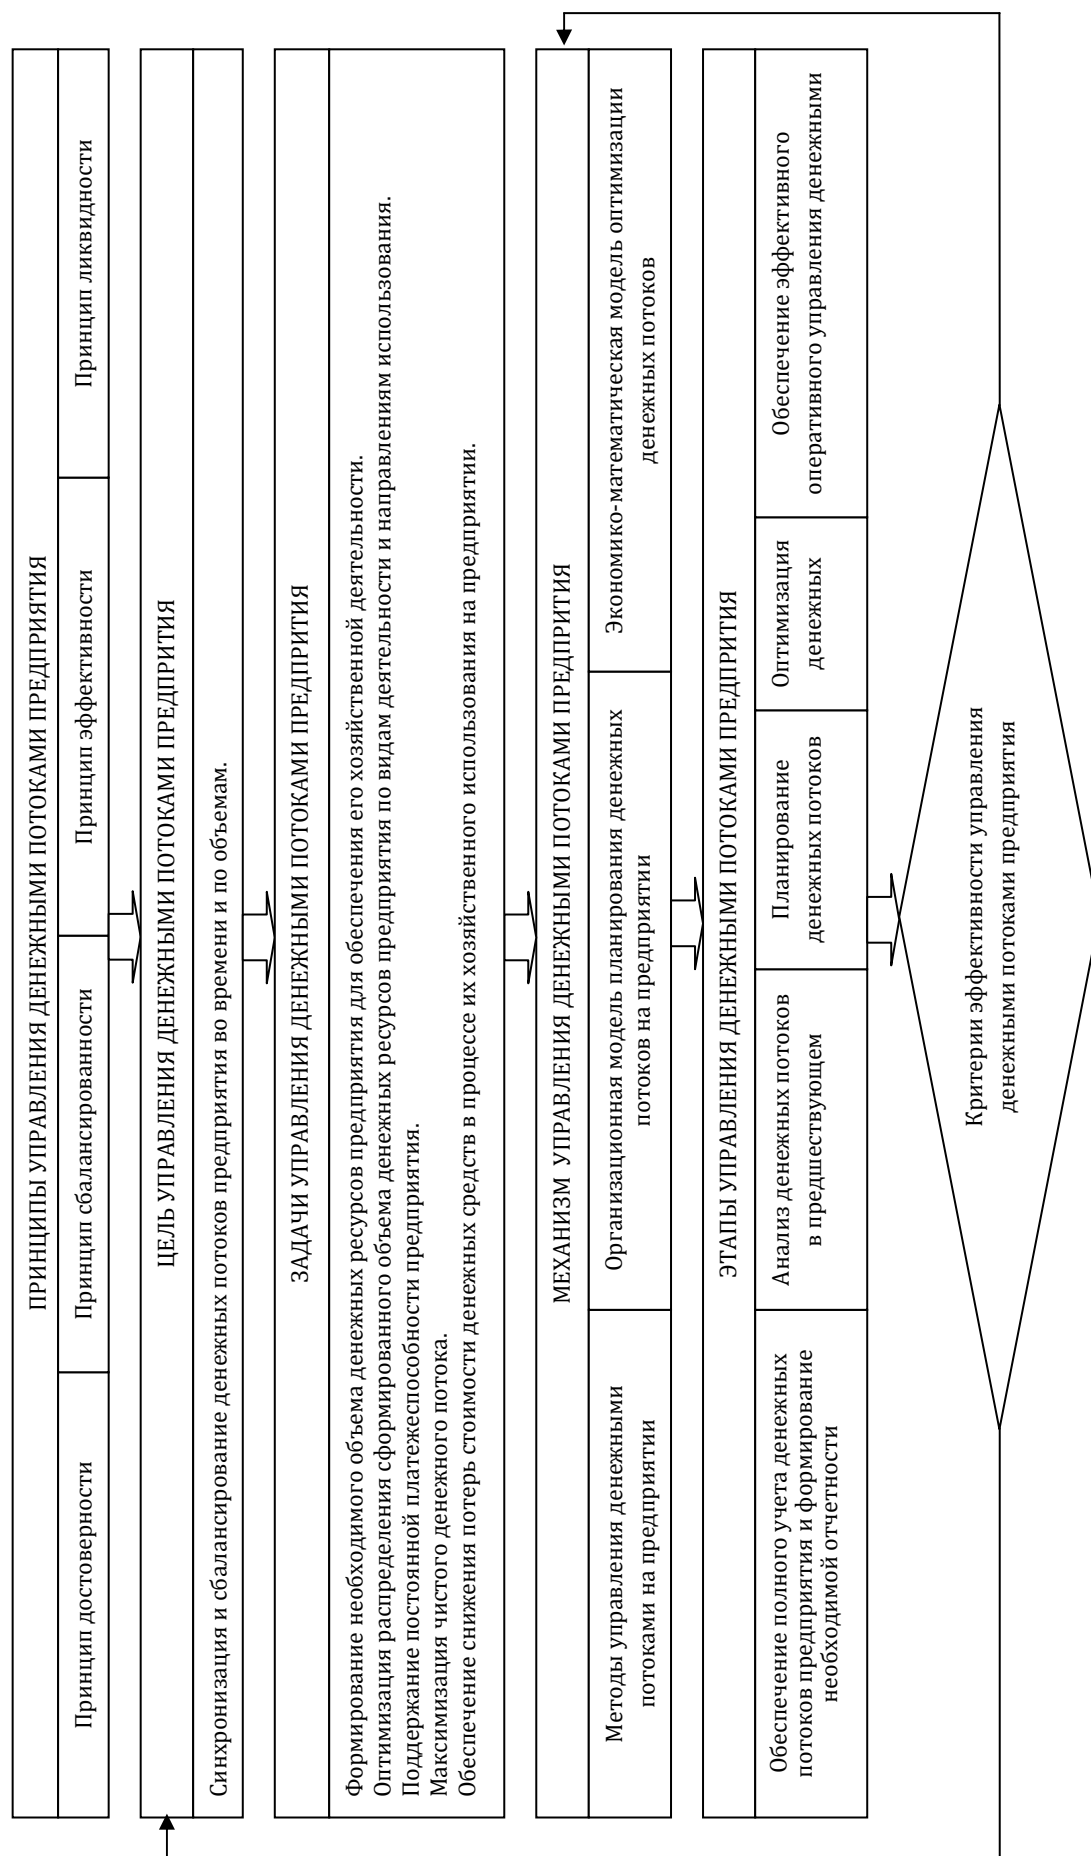 ПРИНЦИПЫ УПРАВЛЕНИЯ ДЕНЕЖНЫМИ ПОТОКАМИ ПРЕДПРИЯТИЯ
Принцип достоверности
Принцип сбалансированности
Принцип эффективности
Принцип ликвидности
ЦЕЛЬ УПРАВЛЕНИЯ ДЕНЕЖНЫМИ ПОТОКАМИ ПРЕДПРИТИЯ
Синхронизация и сбалансирование денежных потоков предприятия во времени и по объемам.
ЗАДАЧИ УПРАВЛЕНИЯ ДЕНЕЖНЫМИ ПОТОКАМИ ПРЕДПРИТИЯ
Формирование необходимого объема денежных ресурсов предприятия для обеспечения его хозяйственной деятельности.
Оптимизация распределения сформированного объема денежных ресурсов предприятия по видам деятельности и направлениям использования.
Поддержание постоянной платежеспособности предприятия.
Максимизация чистого денежного потока.
Обеспечение снижения потерь стоимости денежных средств в процессе их хозяйственного использования на предприятии.
МЕХАНИЗМ УПРАВЛЕНИЯ ДЕНЕЖНЫМИ ПОТОКАМИ ПРЕДПРИТИЯ
Методы управления денежными
потоками на предприятии
Организационная модель планирования денежных
потоков на предприятии
Экономико-математическая модель оптимизации
денежных потоков
ЭТАПЫ УПРАВЛЕНИЯ ДЕНЕЖНЫМИ ПОТОКАМИ ПРЕДПРИТИЯ
Обеспечение полного учета денежных
потоков предприятия и формирование
необходимой отчетности
Анализ денежных потоков
в предшествующем
Планирование
денежных потоков
Оптимизация
денежных
Обеспечение эффективного
оперативного управления денежными
Критерии эффективности управления
денежными потоками предприятия